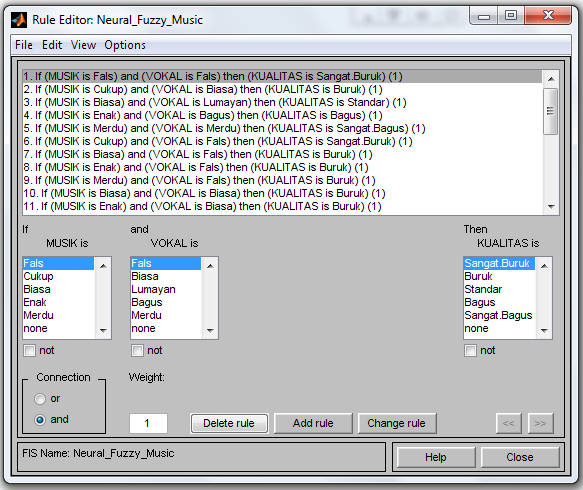 Rule Editor: Neural_Fuzzy_Music
File Edit View Options
1. If (MUSIK is Fals) and (VOKAL is Fals) then (KUALITAS is Sangat.Buruk) (1)
2. If (MUSIK is Cukup) and (VOKAL is Biasa) then (KUALITAS is Buruk) (1)
3. If (MUSIK is Biasa) and (VOKAL is Lumayan) then (KUALITAS is Standar) (1)
4. If (MUSIK is Enak) and (VOKAL is Bagus) then (KUALITAS is Bagus) (1)
5. If (MUSIK is Merdu) and (VOKAL is Merdu) then (KUALITAS is Sangat.Bagus) (1)
6. If (MUSIK is Cukup) and (VOKAL is Fals) then (KUALITAS is Sangat.Buruk) (1)
7. If (MUSIK is Biasa) and (VOKAL is Fals) then (KUALITAS is Buruk) (1)
8. If (MUSIK is Enak) and (VOKAL is Fals) then (KUALITAS is Buruk) (1)
9. If (MUSIK is Merdu) and (VOKAL is Fals) then (KUALITAS is Buruk) (1)
10. If (MUSIK is Biasa) and (VOKAL is Biasa) then (KUALITAS is Buruk) (1)
11. If (MUSIK is Enak) and (VOKAL is Biasa) then (KUALITAS is Buruk) (1)
If and Then
MUSIK is VOKAL is KUALITAS is
Fals Fals Sangat.Buruk
Cukup Biasa Buruk
Biasa Lumayan Standar
Enak Bagus Bagus
Merdu Merdu Sangat.Bagus
none none none
not not not
Connection Weight:
or
and 1 Delete rule Add rule Change rule << >>
FIS Name: Neural_Fuzzy_Music Help Close